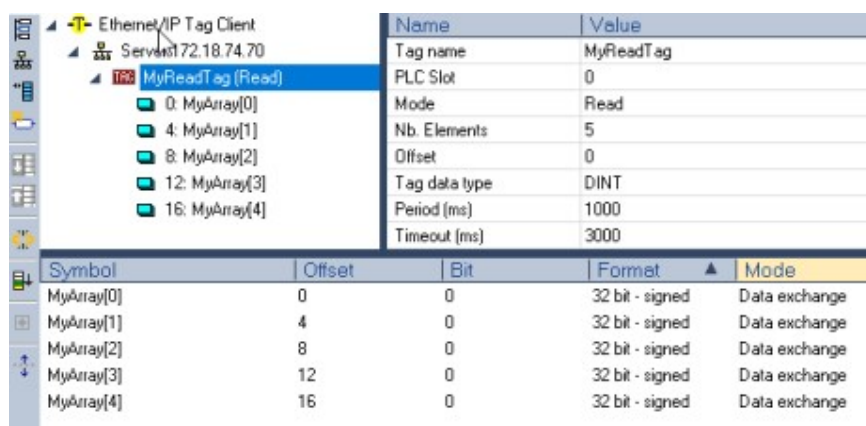 Ethernet/IP Tag Client
Servers172.18.74.70
TAG MyReadTag (Read)
0: MyArray[0]
4: MyArray[1]
8: MyArray[2]
12: MyArray[3]
16: MyArray[4]
Name Value
Tag name MyReadTag
PLC Slot 0
Mode Read
Nb. Elements 5
Offset 0
Tag data type DINT
Period (ms) 1000
Timeout (ms) 3000
Symbol Offset Bit Format Mode
MyArray[0] 0 0 32 bit - signed Data exchange
MyArray[1] 4 0 32 bit - signed Data exchange
MyArray[2] 8 0 32 bit - signed Data exchange
MyArray[3] 12 0 32 bit - signed Data exchange
MyArray[4] 16 0 32 bit - signed Data exchange